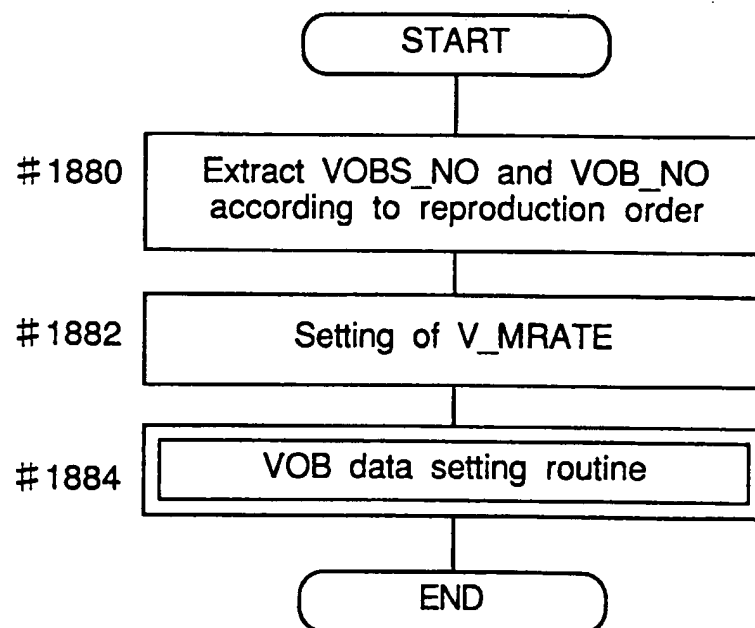 START
#1880
Extract VOBS_NO and VOB_NO
according to reproduction order
#1882
Setting of V_MRATE
#1884
VOB data setting routine
END